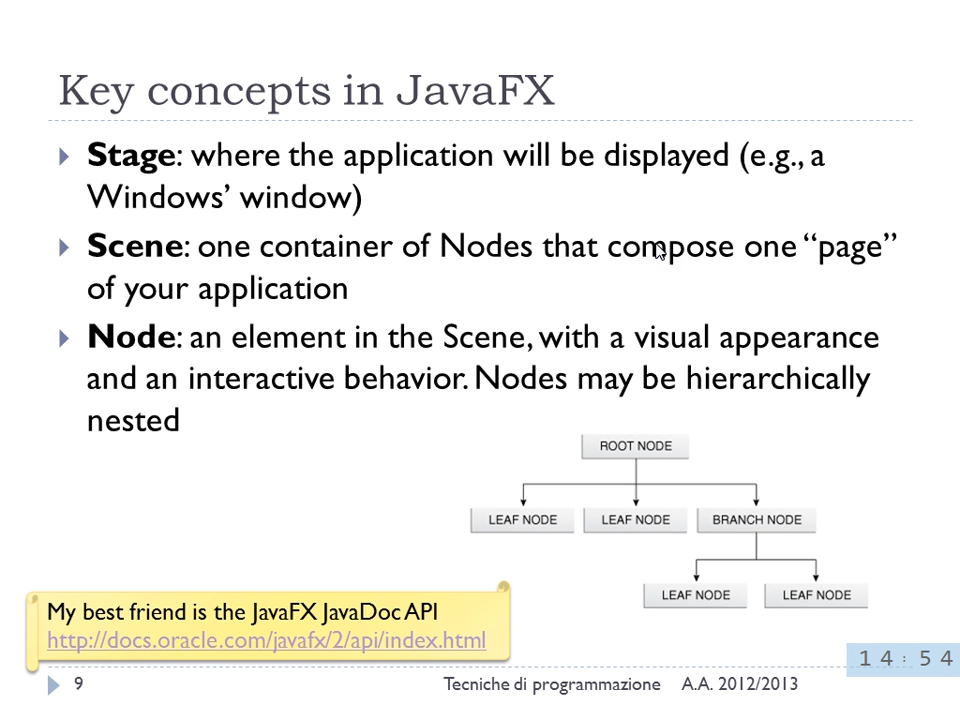 Key concepts in JavaFX
Stage: where the application will be displayed (e.g., a
Windows’ window)
Scene: one container of Nodes that compose one “page”
of your application
Node: an element in the Scene, with a visual appearance
and an interactive behavior. Nodes may be hierarchically
nested
ROOT NODE
LEAF NODE
LEAF NODE
BRANCH NODE
LEAF NODE
LEAF NODE
My best friend is the JavaFX JavaDoc API
http://docs.oracle.com/javafx/2/api/index.html
14:54
9
Tecniche di programmazione
A.A. 2012/2013